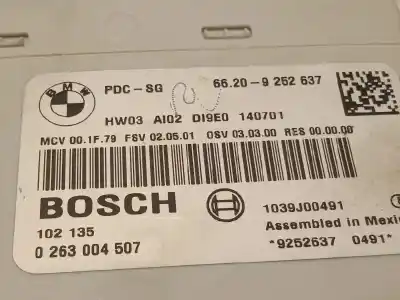 BMW
PDC-SG 66.20-9 252 637
HW03 AI02 DI9E0 140701
MCV 00.1F.79 FSV 02.05.01 OSV 03.03.00 RES 00.00.00
BOSCH
1039J00491
102 135
Assembled in Mexi
0 263 004 507
*9252637 0491*